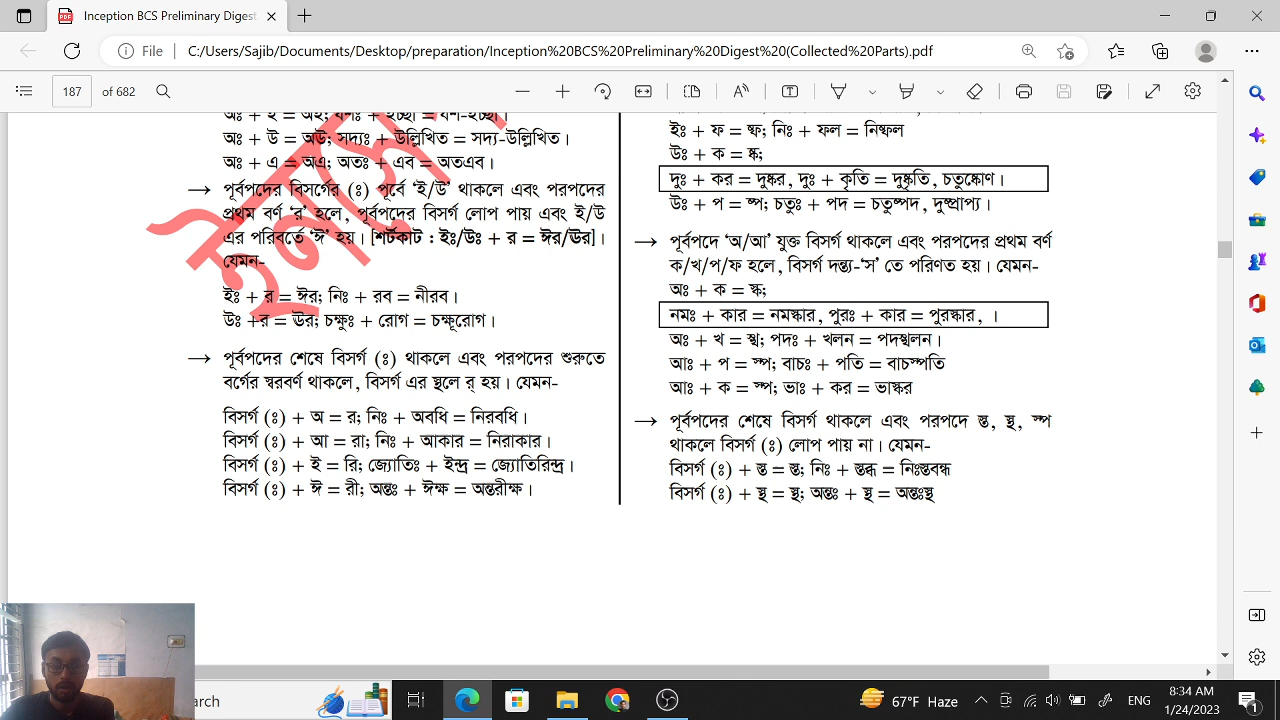 Inception BCS Preliminary Digest
File
C:/Users/Sajib/Documents/Desktop/preparation/Inception%20BCS%20Preliminary%20Digest%20(Collected%20Parts).pdf
187 of 682
অঃ + উ = অউ; সদ্যঃ + উল্লিখিত = সদ্য-উল্লিখিত।
অঃ + এ = অএ; অতঃ + এব = অতএব।
→ পূর্বপদের বিসর্গের (ঃ) পূর্বে ‘ই/উ’ থাকলে এবং পরপদের
প্রথম বর্ণ ‘র’ হলে, পূর্বপদের বিসর্গ লোপ পায় এবং ই/উ
এর পরিবর্তে ‘ঈ’ হয়। [শর্টকাট : ইঃ/উঃ + র = ঈর/ঊর]।
যেমন-
ইঃ + র = ঈর; নিঃ + রব = নীরব।
উঃ +র = ঊর; চক্ষুঃ + রোগ = চক্ষূরোগ।
→ পূর্বপদের শেষে বিসর্গ (ঃ) থাকলে এবং পরপদের শুরুতে
বর্গের স্বরবর্ণ থাকলে, বিসর্গ এর স্থলে র্ হয়। যেমন-
বিসর্গ (ঃ) + অ = র; নিঃ + অবধি = নিরবধি।
বিসর্গ (ঃ) + আ = রা; নিঃ + আকার = নিরাকার।
বিসর্গ (ঃ) + ই = রি; জ্যোতিঃ + ইন্দ্র = জ্যোতিরিন্দ্র।
বিসর্গ (ঃ) + ঈ = রী; অন্তঃ + ঈক্ষ = অন্তরীক্ষ।
ইঃ + ফ = ষ্ফ; নিঃ + ফল = নিষ্ফল
উঃ + ক = ষ্ক;
দুঃ + কর = দুষ্কর, দুঃ + কৃতি = দুষ্কৃতি, চতুষ্কোণ।
উঃ + প = ষ্প; চতুঃ + পদ = চতুষ্পদ, দুষ্প্রাপ্য।
→ পূর্বপদে ‘অ/আ’ যুক্ত বিসর্গ থাকলে এবং পরপদের প্রথম বর্ণ
ক/খ/প/ফ হলে, বিসর্গ দন্ত্য-‘স’ তে পরিণত হয়। যেমন-
অঃ + ক = স্ক;
নমঃ + কার = নমস্কার, পুরঃ + কার = পুরস্কার, ।
অঃ + খ = স্খ; পদঃ + খলন = পদস্খলন।
আঃ + প = স্প; বাচঃ + পতি = বাচস্পতি
আঃ + ক = স্প; ভাঃ + কর = ভাস্কর
→ পূর্বপদের শেষে বিসর্গ থাকলে এবং পরপদে স্ত, স্থ, স্প
থাকলে বিসর্গ (ঃ) লোপ পায় না। যেমন-
বিসর্গ (ঃ) + স্ত = স্ত; নিঃ + স্তব্ধ = নিঃস্তবন্ধ
বিসর্গ (ঃ) + স্থ = স্থ; অন্তঃ + স্থ = অন্তঃস্থ
arch
67°F Haze
ENG
8:34 AM
1/24/2023